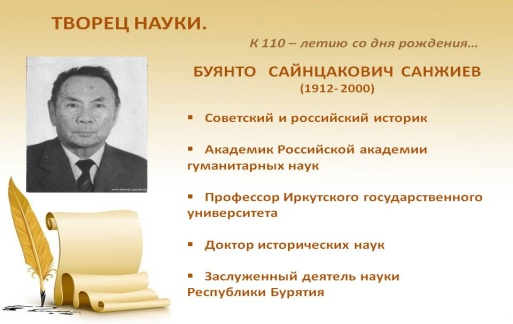 ТВОРЕЦ НАУКИ.
К 110 – летию со дня рождения...
БУЯНТО САЙНЦАКОВИЧ САНЖИЕВ
(1912- 2000)
▪ Советский и российский историк
▪ Академик Российской академии
гуманитарных наук
▪ Профессор Иркутского государственного
университета
▪ Доктор исторических наук
▪ Заслуженный деятель науки
Республики Бурятия